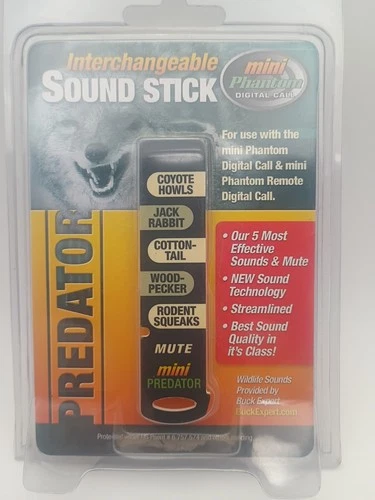 Interchangeable
SOUND STICK
mini
Phantom
DIGITAL CALL
For use with the
mini Phantom
Digital Call & mini
Phantom Remote
Digital Call.
PREDATOR
COYOTE
HOWLS
JACK
RABBIT
COTTON-
TAIL
WOOD-
PECKER
RODENT
SQUEAKS
MUTE
mini
PREDATOR
• Our 5 Most
Effective
Sounds & Mute
• NEW Sound
Technology
• Streamlined
• Best Sound
Quality in
it's Class!
Wildlife Sounds
Provided by
Buck Expert
BuckExpert.com